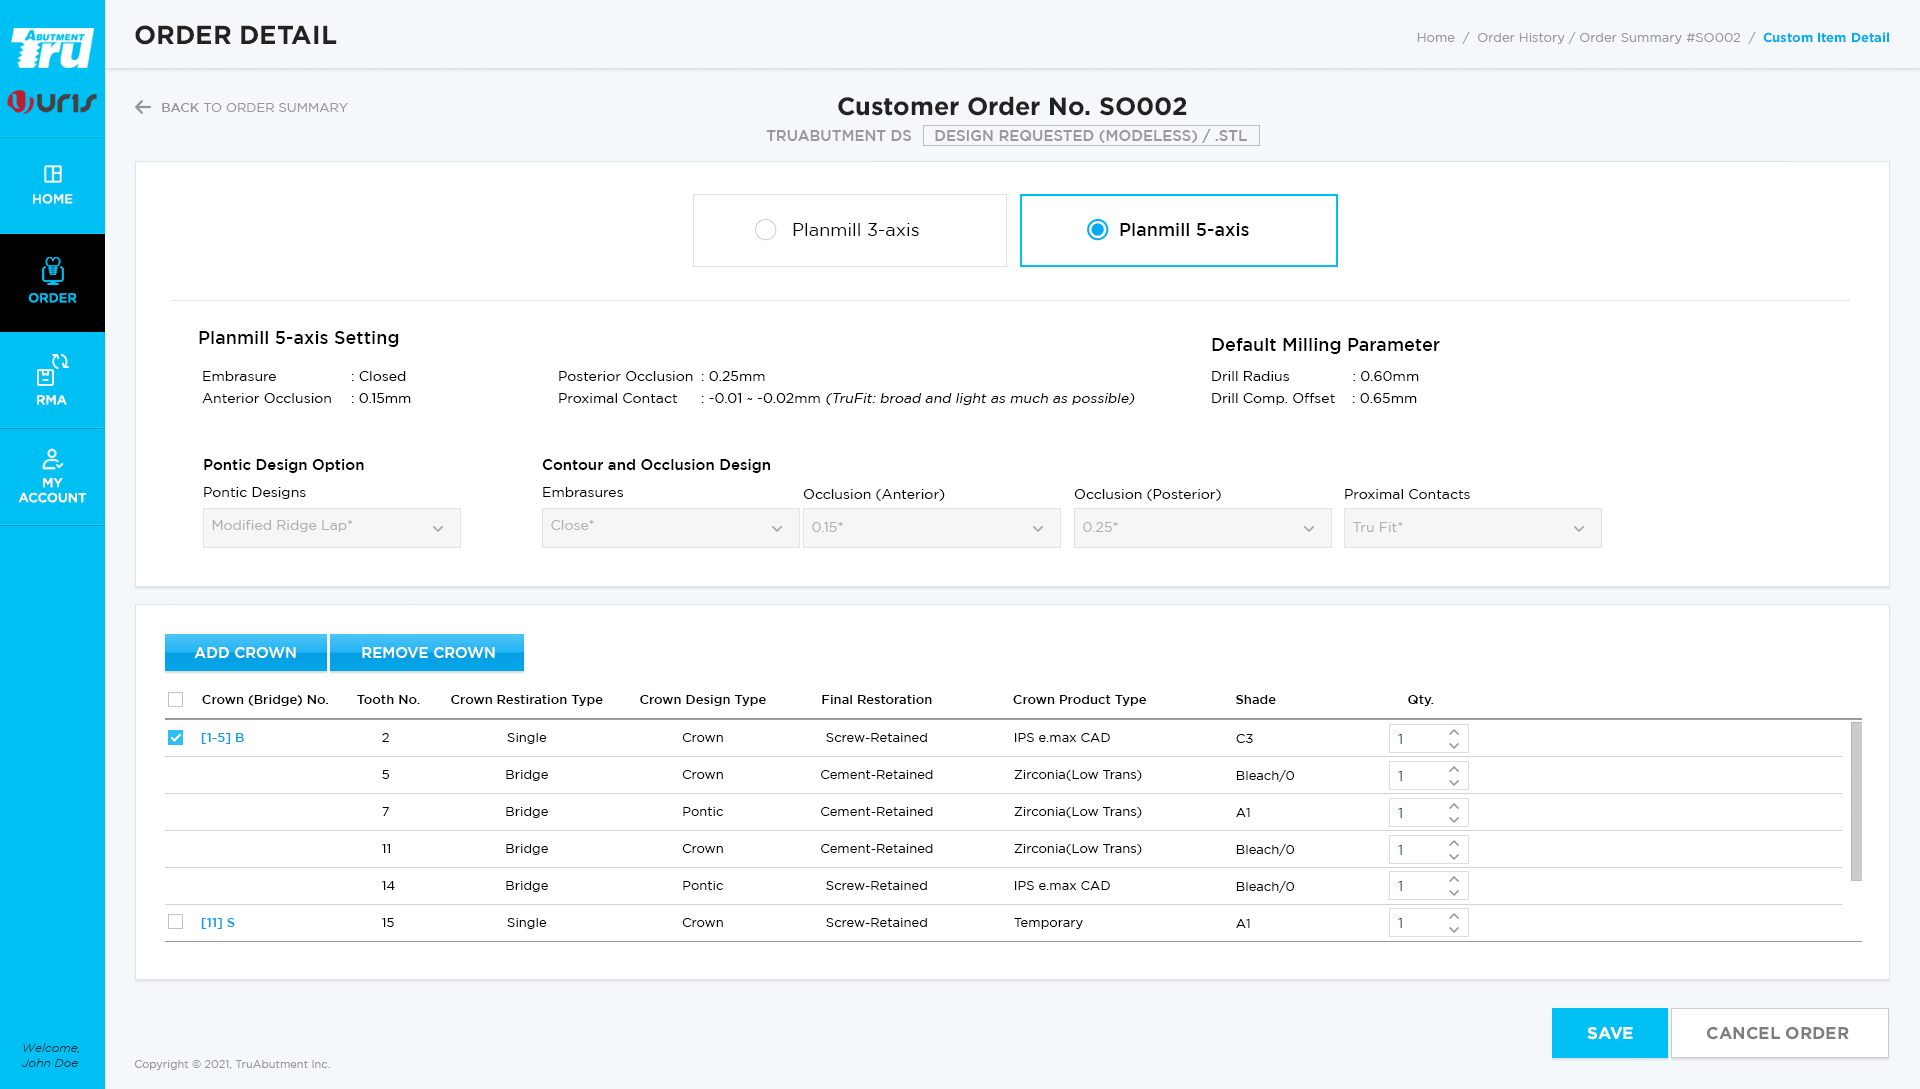 ABUTMENT
Tru
uris
HOME
ORDER
RMA
MY
ACCOUNT
Welcome,
John Doe
ORDER DETAIL
Home / Order History / Order Summary #SO002 / Custom Item Detail
BACK TO ORDER SUMMARY
Customer Order No. SO002
TRUABUTMENT DS DESIGN REQUESTED (MODELESS) / .STL
Planmill 3-axis Planmill 5-axis
Planmill 5-axis Setting
Embrasure : Closed
Anterior Occlusion : 0.15mm
Posterior Occlusion : 0.25mm
Proximal Contact : -0.01 ~ -0.02mm (TruFit: broad and light as much as possible)
Default Milling Parameter
Drill Radius : 0.60mm
Drill Comp. Offset : 0.65mm
Pontic Design Option
Pontic Designs
Modified Ridge Lap*
Contour and Occlusion Design
Embrasures Occlusion (Anterior) Occlusion (Posterior) Proximal Contacts
Close* 0.15* 0.25* Tru Fit*
ADD CROWN REMOVE CROWN
Crown (Bridge) No. Tooth No. Crown Restiration Type Crown Design Type Final Restoration Crown Product Type Shade Qty.
[1-5] B 2 Single Crown Screw-Retained IPS e.max CAD C3 1
5 Bridge Crown Cement-Retained Zirconia(Low Trans) Bleach/0 1
7 Bridge Pontic Cement-Retained Zirconia(Low Trans) A1 1
11 Bridge Crown Cement-Retained Zirconia(Low Trans) Bleach/0 1
14 Bridge Pontic Screw-Retained IPS e.max CAD Bleach/0 1
[11] S 15 Single Crown Screw-Retained Temporary A1 1
SAVE CANCEL ORDER
Copyright © 2021, TruAbutment Inc.